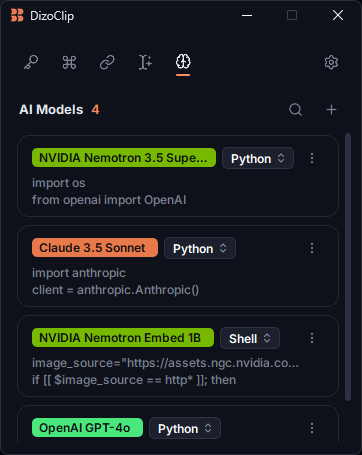 DizoClip
AI Models 4
NVIDIA Nemotron 3.5 Supe... Python
import os
from openai import OpenAI
Claude 3.5 Sonnet Python
import anthropic
client = anthropic.Anthropic()
NVIDIA Nemotron Embed 1B Shell
image_source="https://assets.ngc.nvidia.co...
if [[ $image_source == http* ]]; then
OpenAI GPT-4o Python